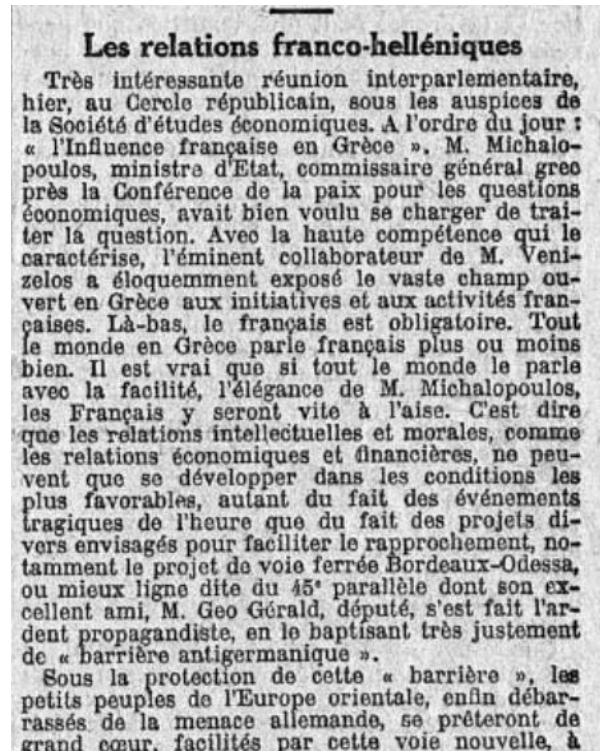 Les relations franco-helléniques
Très intéressante réunion interparlementaire,
hier, au Cercle républicain, sous les auspices de
la Société d'études économiques. A l'ordre du jour :
« l'Influence française en Grèce ». M. Michalo-
poulos, ministre d'Etat, commissaire général grec
près la Conférence de la paix pour les questions
économiques, avait bien voulu se charger de trai-
ter la question. Avec la haute compétence qui le
caractérise, l'éminent collaborateur de M. Veni-
zelos a éloquemment exposé le vaste champ ou-
vert en Grèce aux initiatives et aux activités fran-
çaises. Là-bas, le français est obligatoire. Tout
le monde en Grèce parle français plus ou moins
bien. Il est vrai que si tout le monde le parle
avec la facilité, l'élégance de M. Michalopoulos,
les Français y seront vite à l'aise. C'est dire
que les relations intellectuelles et morales, comme
les relations économiques et financières, ne peu-
vent que se développer dans les conditions les
plus favorables, autant du fait des événements
tragiques de l'heure que du fait des projets di-
vers envisagés pour faciliter le rapprochement, no-
tamment le projet de voie ferrée Bordeaux-Odessa,
ou mieux ligne dite du 45e parallèle dont son ex-
cellent ami, M. Geo Gérald, député, s'est fait l'ar-
dent propagandiste, en le baptisant très justement
de « barrière antigermanique ».
Sous la protection de cette « barrière », les
petits peuples de l'Europe orientale, enfin débar-
rassés de la menace allemande, se prêteront de
grand cœur, facilités par cette voie nouvelle, à